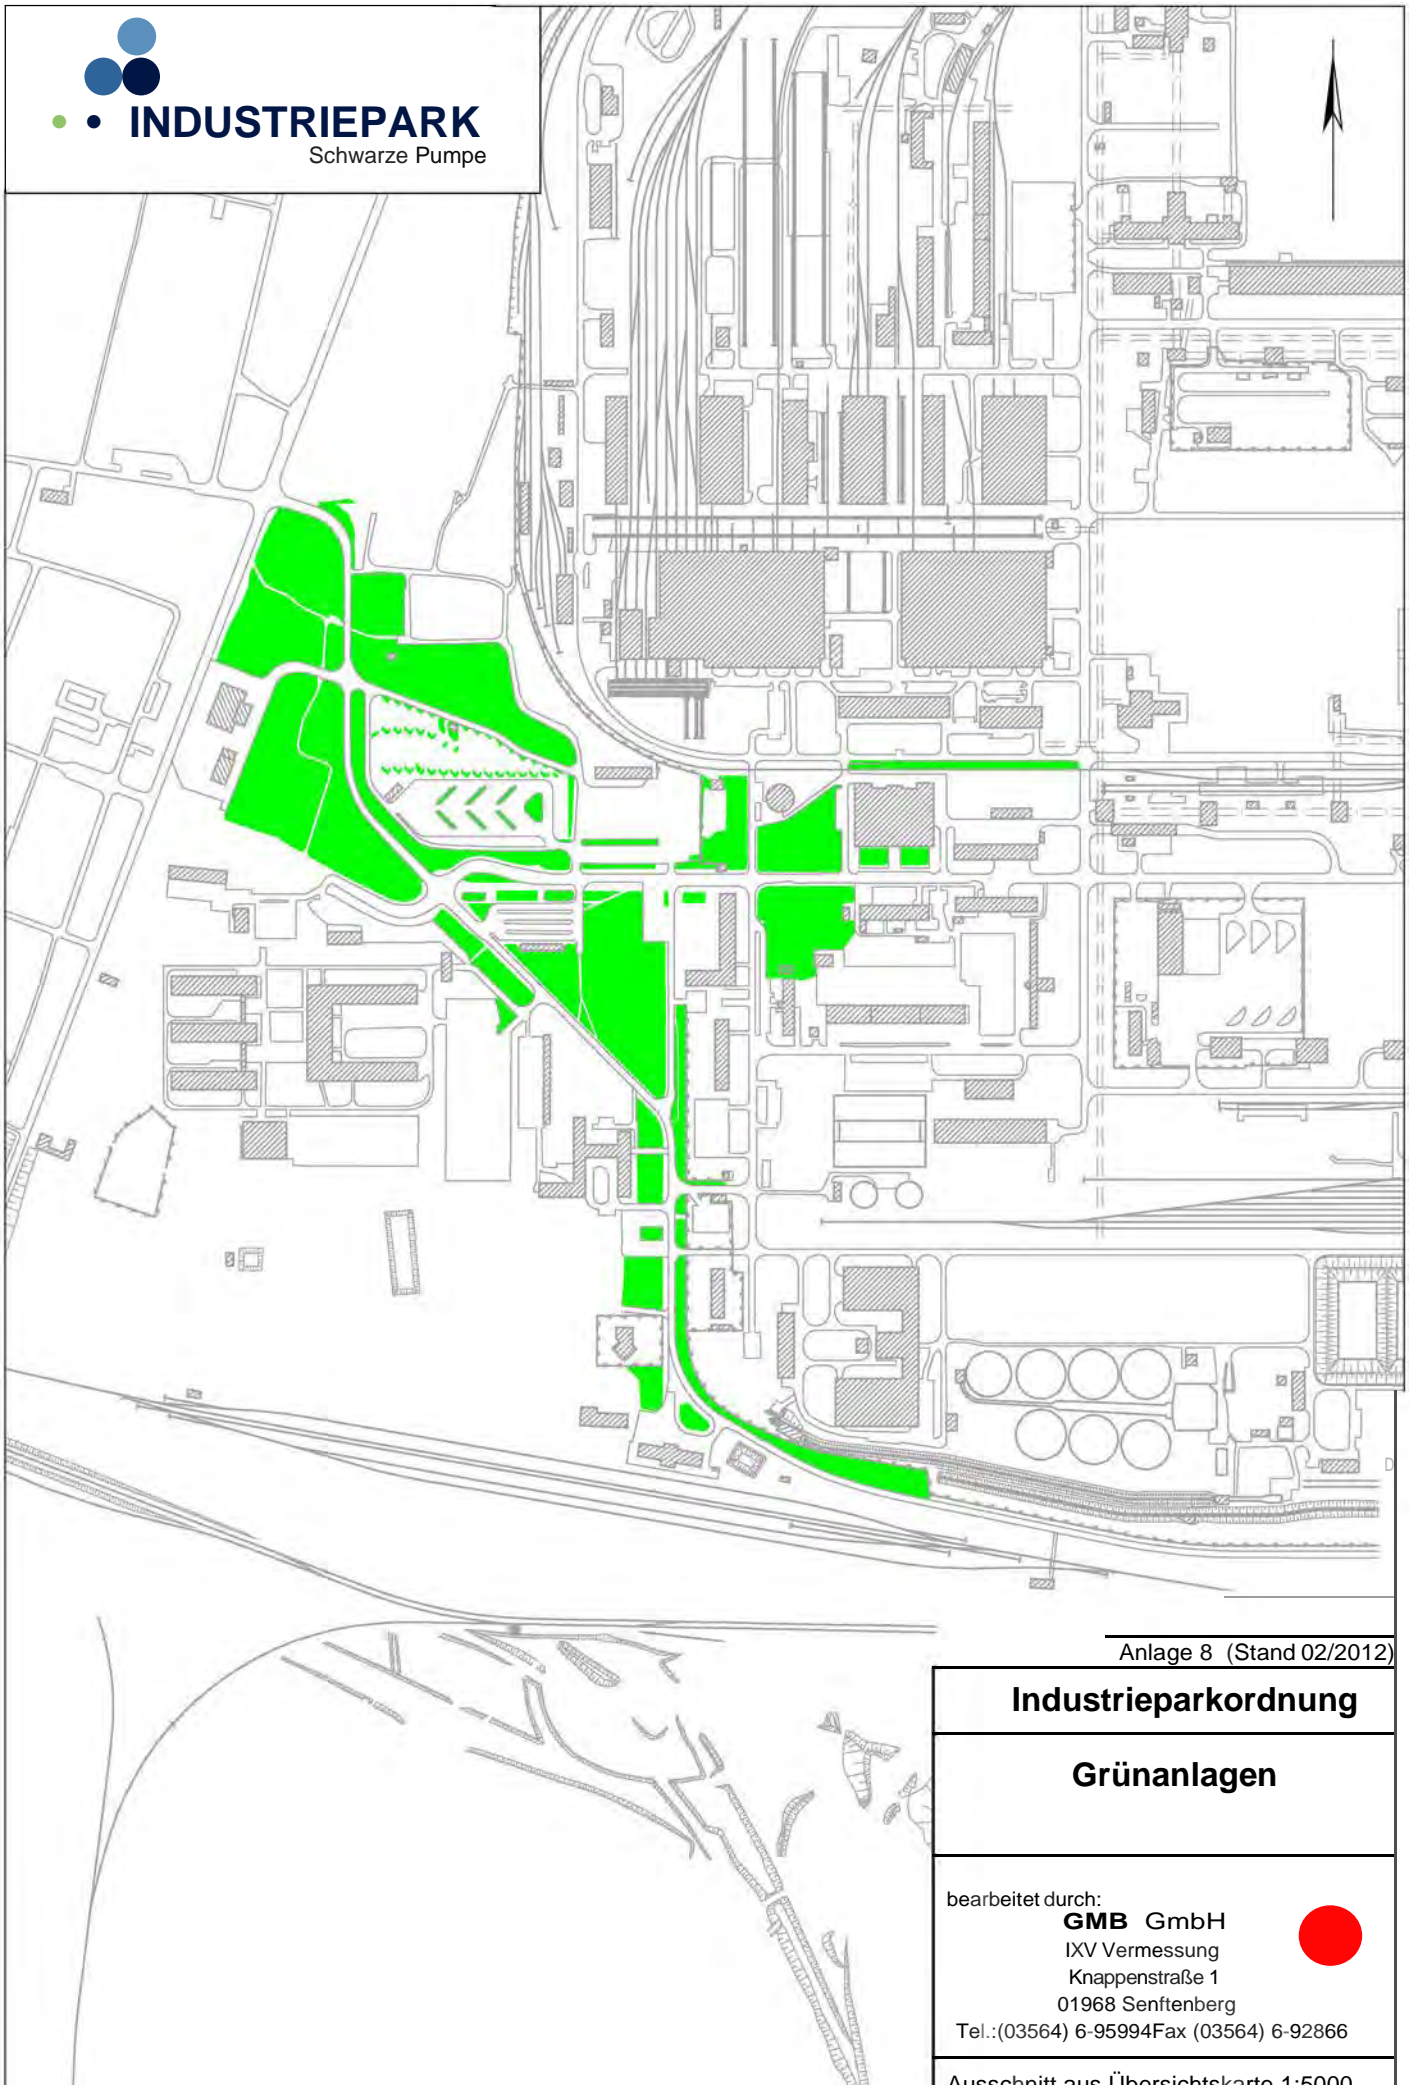 INDUSTRIEPARK
Schwarze Pumpe
D
Anlage 8 (Stand 02/2012)
Industrieparkordnung
Grünanlagen
bearbeitet durch:
GMB GmbH
IXV Vermessung
Knappenstraße 1
01968 Senftenberg
Tel.:(03564) 6-95994Fax (03564) 6-92866
Ausschnitt aus Übersichtskarte 1:5000